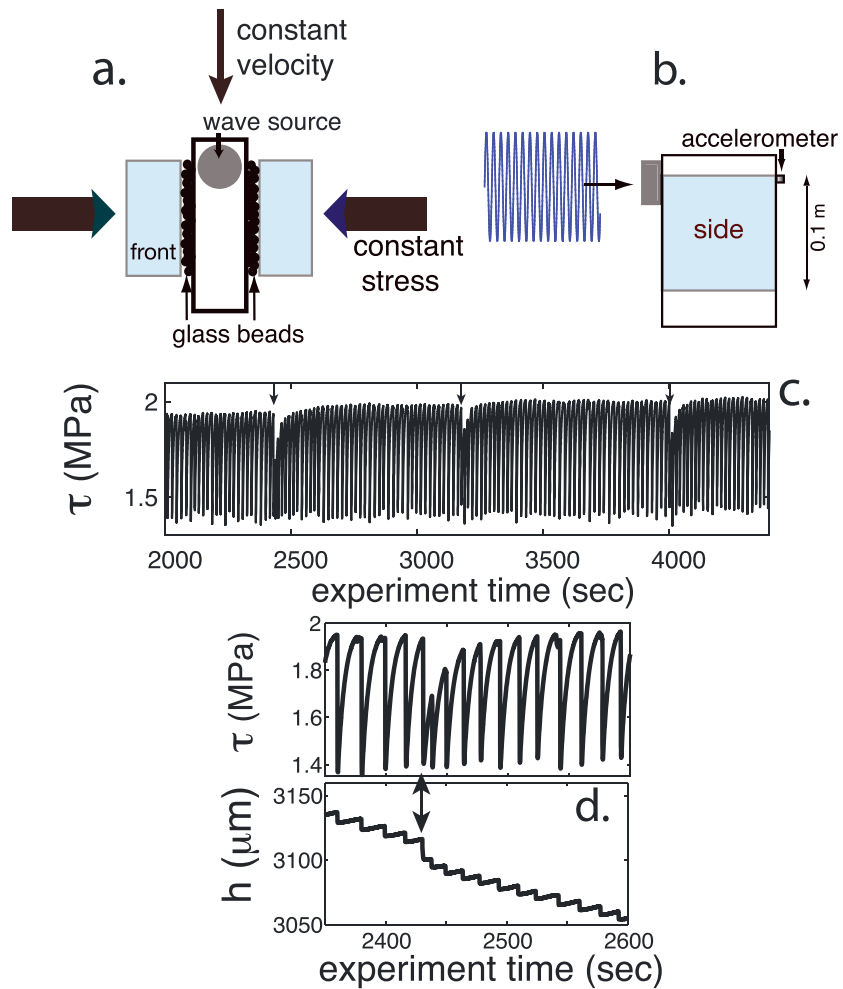 a.
constant
velocity
wave source
front
constant
stress
glass beads
b.
accelerometer
side
0.1 m
c.
τ (MPa)
2
1.5
2000 2500 3000 3500 4000
experiment time (sec)
τ (MPa)
2
1.8
1.6
1.4
d.
h (μm)
3150
3100
3050
2400 2500 2600
experiment time (sec)